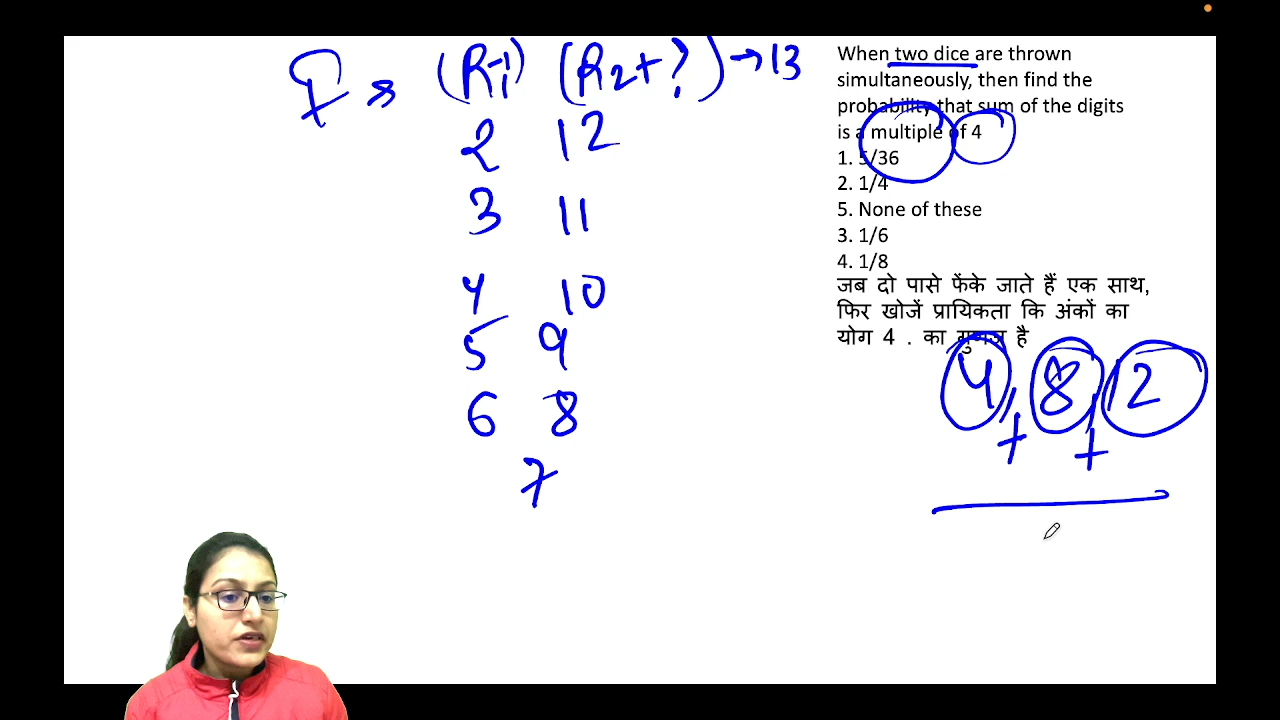 P → (R-1) (R2+?) → 13
2 12
3 11
4 10
5 9
6 8
7
When two dice are thrown
simultaneously, then find the
probability that sum of the digits
is a multiple of 4
1. 5/36
2. 1/4
5. None of these
3. 1/6
4. 1/8
जब दो पासे फेंके जाते हैं एक साथ,
फिर खोजें प्रायिकता कि अंकों का
योग 4 . का गुणज है
4, 8, 12
+ +